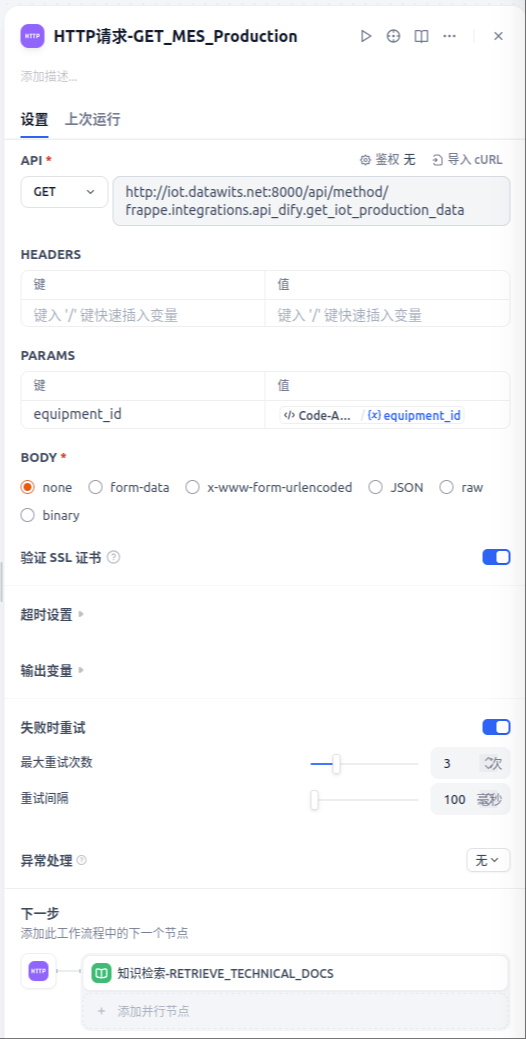 HTTP
HTTP请求-GET_MES_Production
添加描述...
设置 上次运行
API * 鉴权 无 导入 cURL
GET
http://iot.datawits.net:8000/api/method/
frappe.integrations.api_dify.get_iot_production_data
HEADERS
键 值
键入 '/' 键快速插入变量 键入 '/' 键快速插入变量
PARAMS
键 值
equipment_id </> Code-A... / {x} equipment_id
BODY *
none form-data x-www-form-urlencoded JSON raw
binary
验证 SSL 证书
超时设置
输出变量
失败时重试
最大重试次数 3 次
重试间隔 100 毫秒
异常处理 无
下一步
添加此工作流程中的下一个节点
HTTP 知识检索-RETRIEVE_TECHNICAL_DOCS
+ 添加并行节点